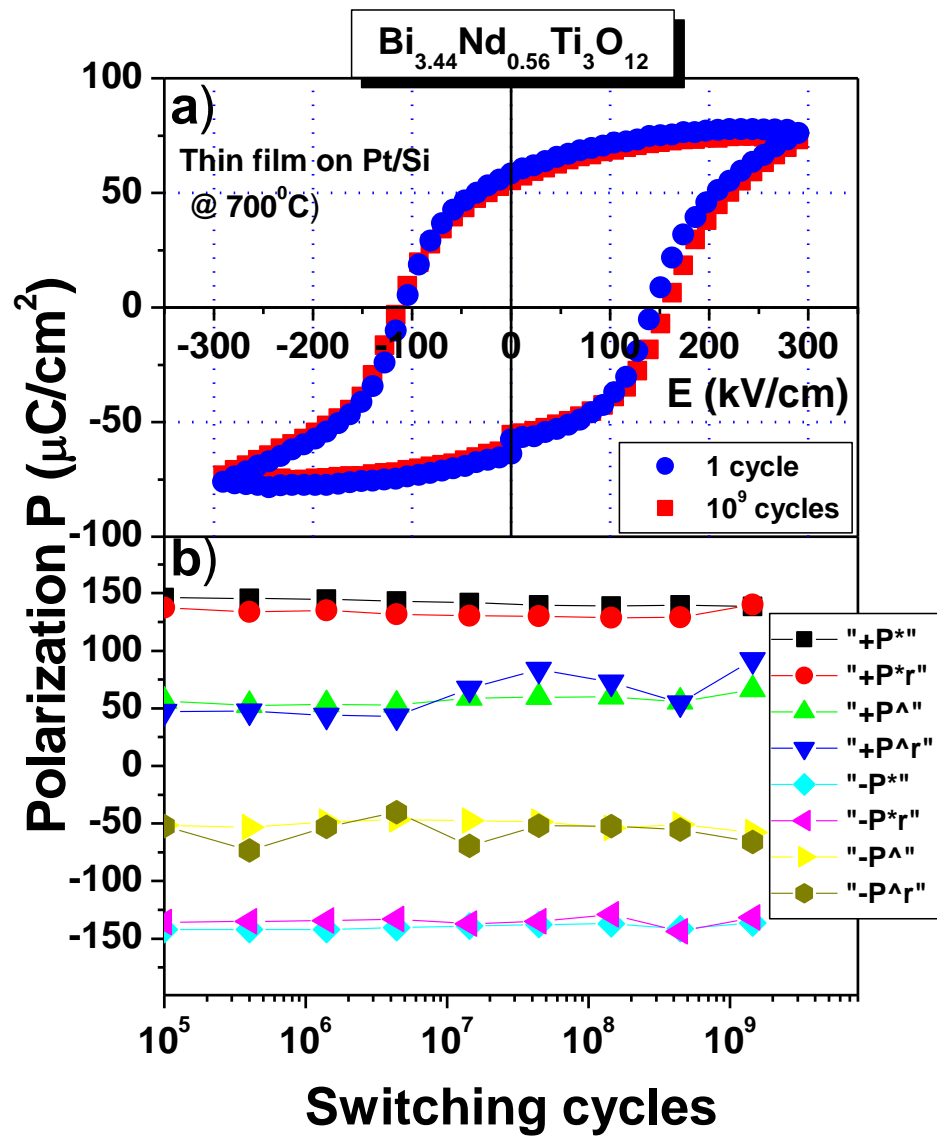 Bi3.44Nd0.56Ti3O12
a)
Thin film on Pt/Si
@ 700⁰C)
100
50
0
-50
-100
-300 -200 -100 0 100 200 300
E (kV/cm)
1 cycle
10⁹ cycles
Polarization P (μC/cm²)
b)
150
100
50
0
-50
-100
-150
"+P*"
"+P*r"
"+P^"
"+P^r"
"-P*"
"-P*r"
"-P^"
"-P^r"
10⁵ 10⁶ 10⁷ 10⁸ 10⁹
Switching cycles